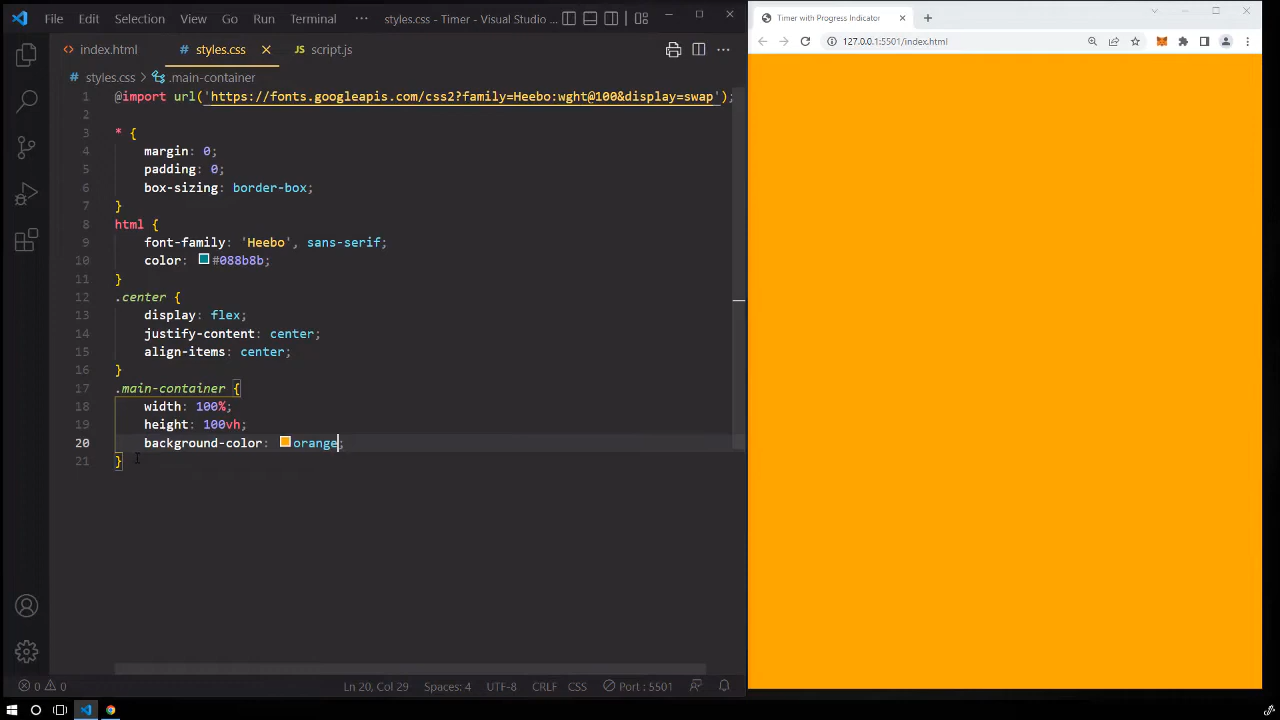 File Edit Selection View Go Run Terminal ··· styles.css - Timer - Visual Studio
Timer with Progress Indicator
index.html # styles.css JS script.js
127.0.0.1:5501/index.html
# styles.css > .main-container
1 @import url('https://fonts.googleapis.com/css2?family=Heebo:wght@100&display=swap');
2
3 * {
4 margin: 0;
5 padding: 0;
6 box-sizing: border-box;
7 }
8 html {
9 font-family: 'Heebo', sans-serif;
10 color: #088b8b;
11 }
12 .center {
13 display: flex;
14 justify-content: center;
15 align-items: center;
16 }
17 .main-container {
18 width: 100%;
19 height: 100vh;
20 background-color: orange;
21 }
0 0 Ln 20, Col 29 Spaces: 4 UTF-8 CRLF CSS Port : 5501